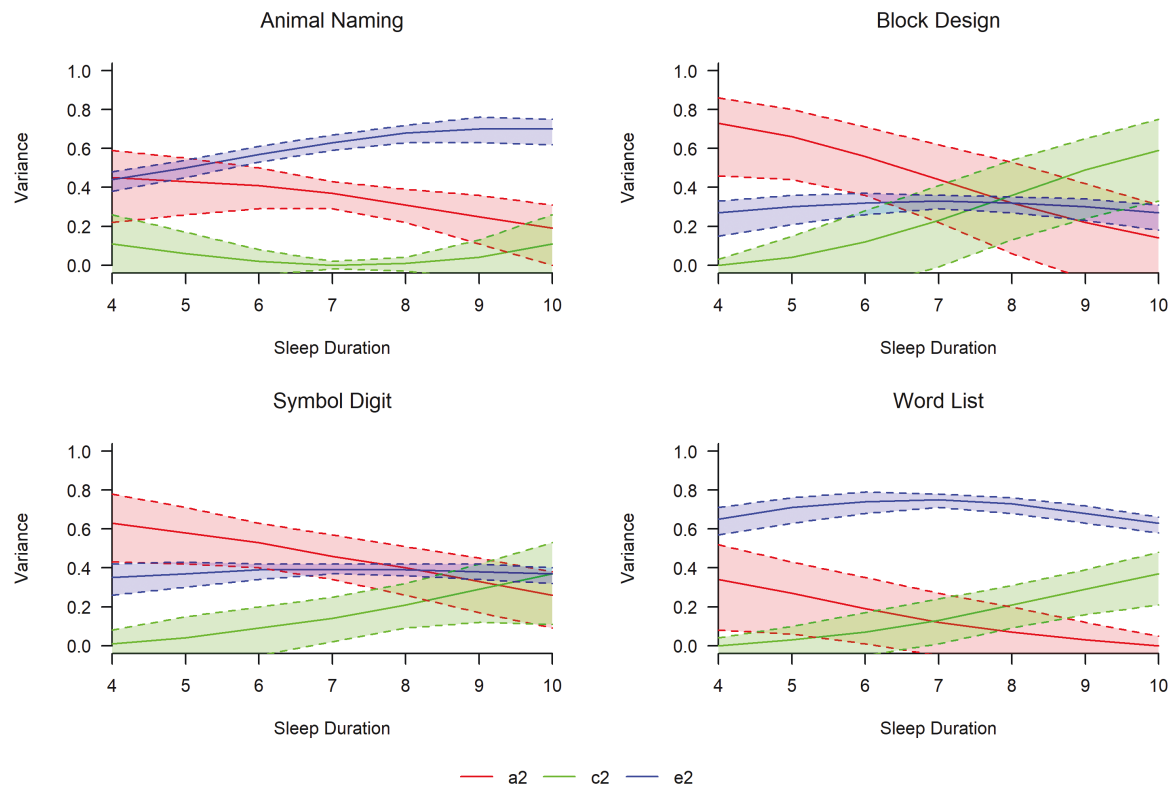 Animal Naming
Variance
1.0
0.8
0.6
0.4
0.2
0.0
4 5 6 7 8 9 10
Sleep Duration
Block Design
Variance
1.0
0.8
0.6
0.4
0.2
0.0
4 5 6 7 8 9 10
Sleep Duration
Symbol Digit
Variance
1.0
0.8
0.6
0.4
0.2
0.0
4 5 6 7 8 9 10
Sleep Duration
Word List
Variance
1.0
0.8
0.6
0.4
0.2
0.0
4 5 6 7 8 9 10
Sleep Duration
a2 c2 e2